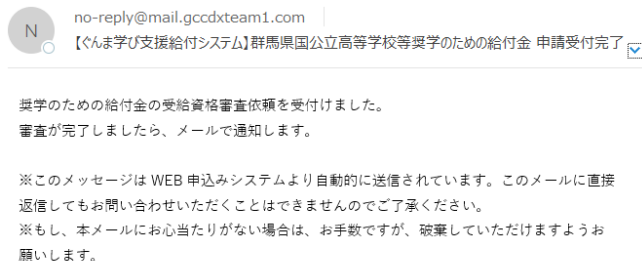 N
no-reply@mail.gccdxteam1.com
【ぐんま学び支援給付システム】群馬県国公立高等学校等奨学のための給付金 申請受付完了
奨学のための給付金の受給資格審査依頼を受付けました。
審査が完了しましたら、メールで通知します。
※このメッセージは WEB 申込みシステムより自動的に送信されています。このメールに直接
返信してもお問い合わせいただくことはできませんのでご了承ください。
※もし、本メールにお心当たりがない場合は、お手数ですが、破棄していただけますようお
願いします。